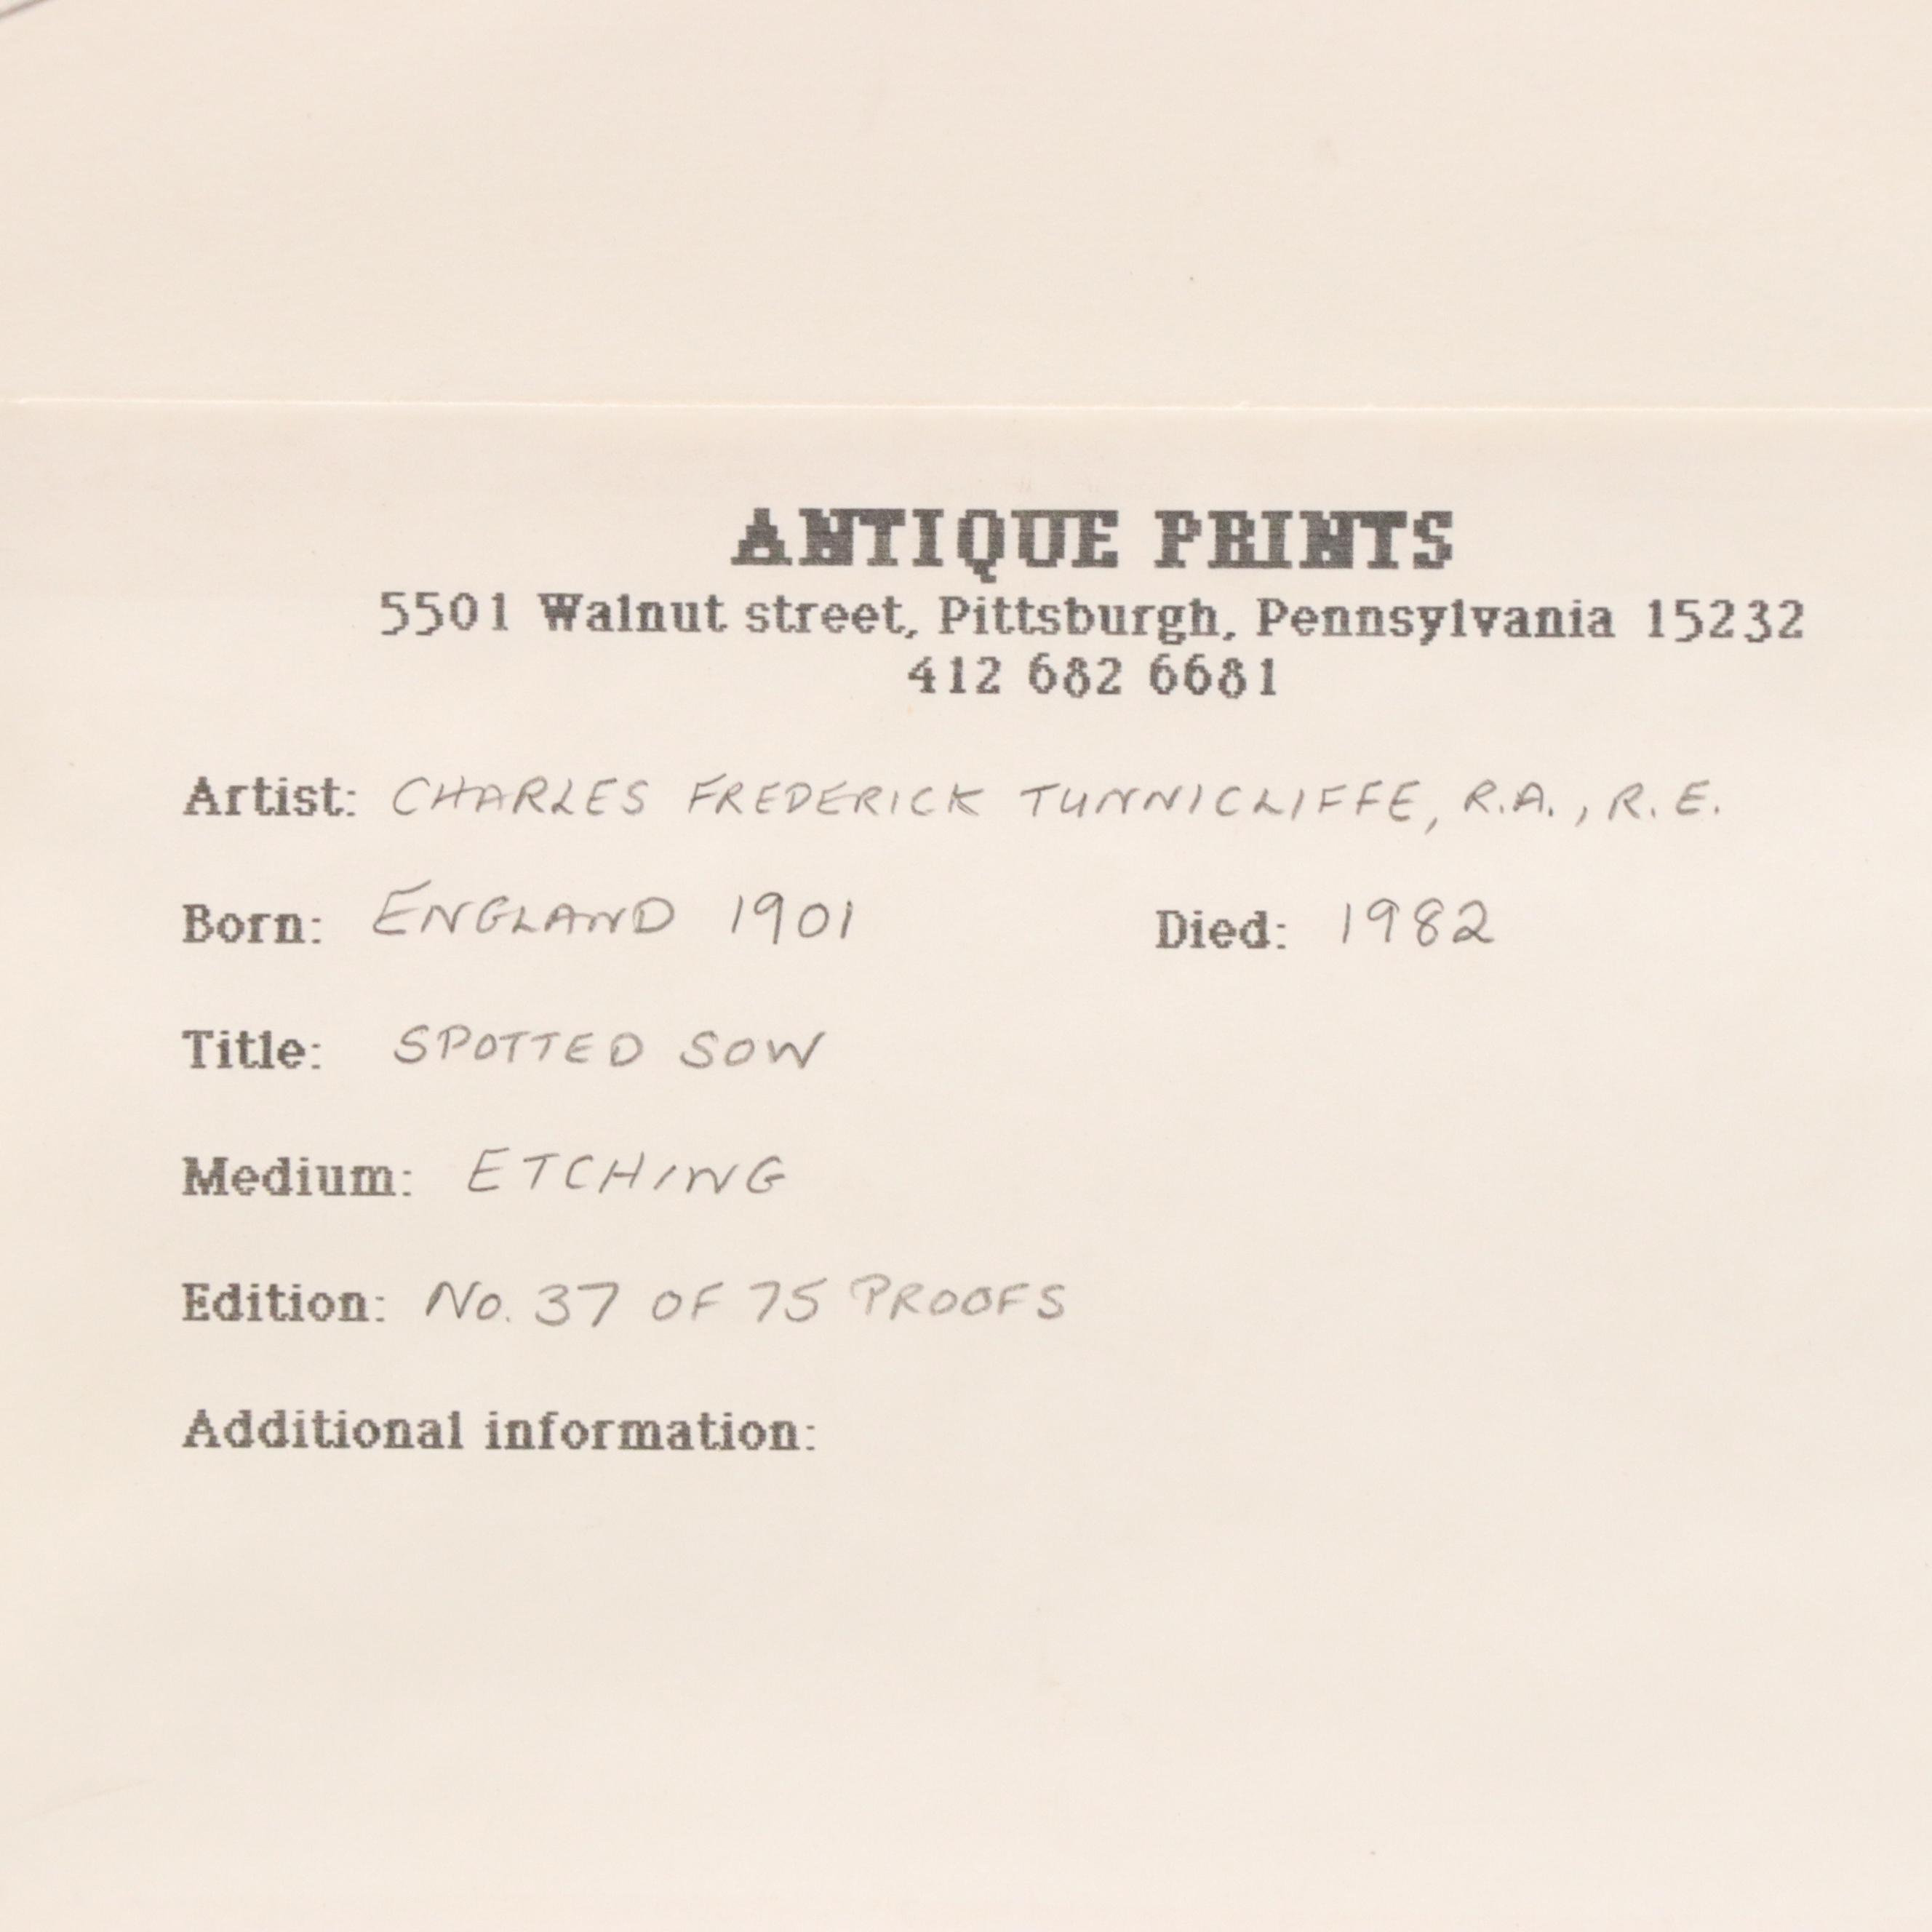 ANTIQUE PRINTS
5501 Walnut street, Pittsburgh, Pennsylvania 15232
412 682 6681
Artist: CHARLES FREDERICK TUNNICLIFFE, R.A., R.E.
Born: ENGLAND 1901 Died: 1982
Title: SPOTTED SOW
Medium: ETCHING
Edition: No. 37 OF 75 PROOFS
Additional information: